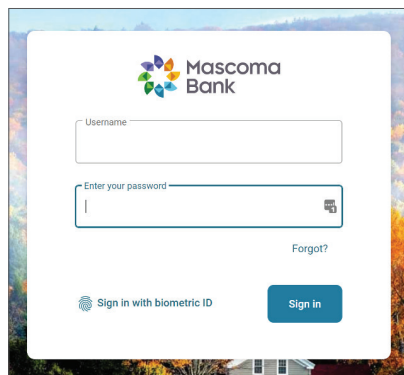 Mascoma
Bank
Username
Enter your password
Forgot?
Sign in with biometric ID
Sign in